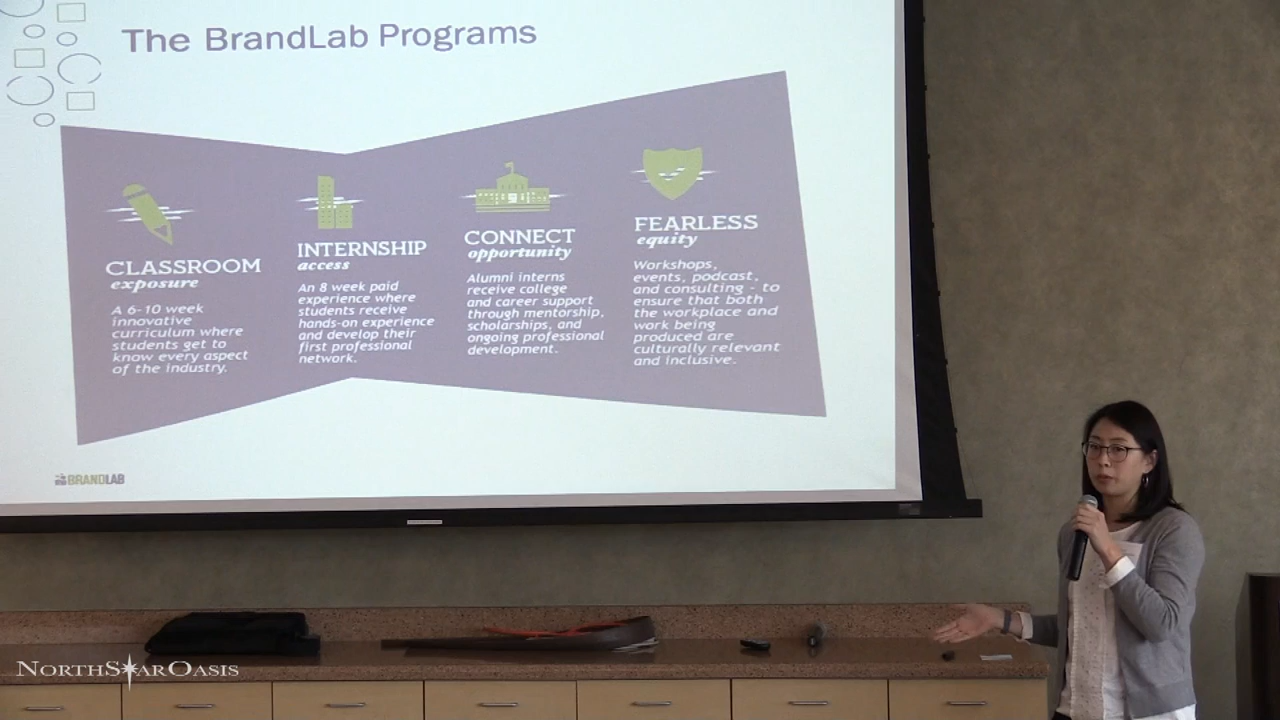 The BrandLab Programs
CLASSROOM
exposure
A 6-10 week
innovative
curriculum where
students get to
know every aspect
of the industry.
INTERNSHIP
access
An 8 week paid
experience where
students receive
hands-on experience
and develop their
first professional
network.
CONNECT
opportunity
Alumni interns
receive college
and career support
through mentorship,
scholarships, and
ongoing professional
development.
FEARLESS
equity
Workshops,
events, podcast,
and consulting - to
ensure that both
the workplace and
work being
produced are
culturally relevant
and inclusive.
BRANDLAB
NORTHSTAROASIS